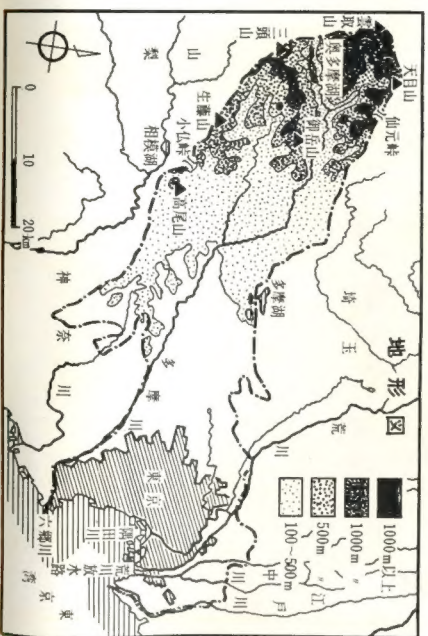 地形図
1000m以上
1000m〃
500m〃
100~500m
雲取山
天目山
仙元峠
奥多摩湖
三頭山
御岳山
生藤山
小仏峠
高尾山
相模湖
山梨
埼玉
神奈川
多摩湖
荒川
多摩川
東京
隅田川
荒川放水路
中川
江戸川
六郷川
東京湾
0 10 20km